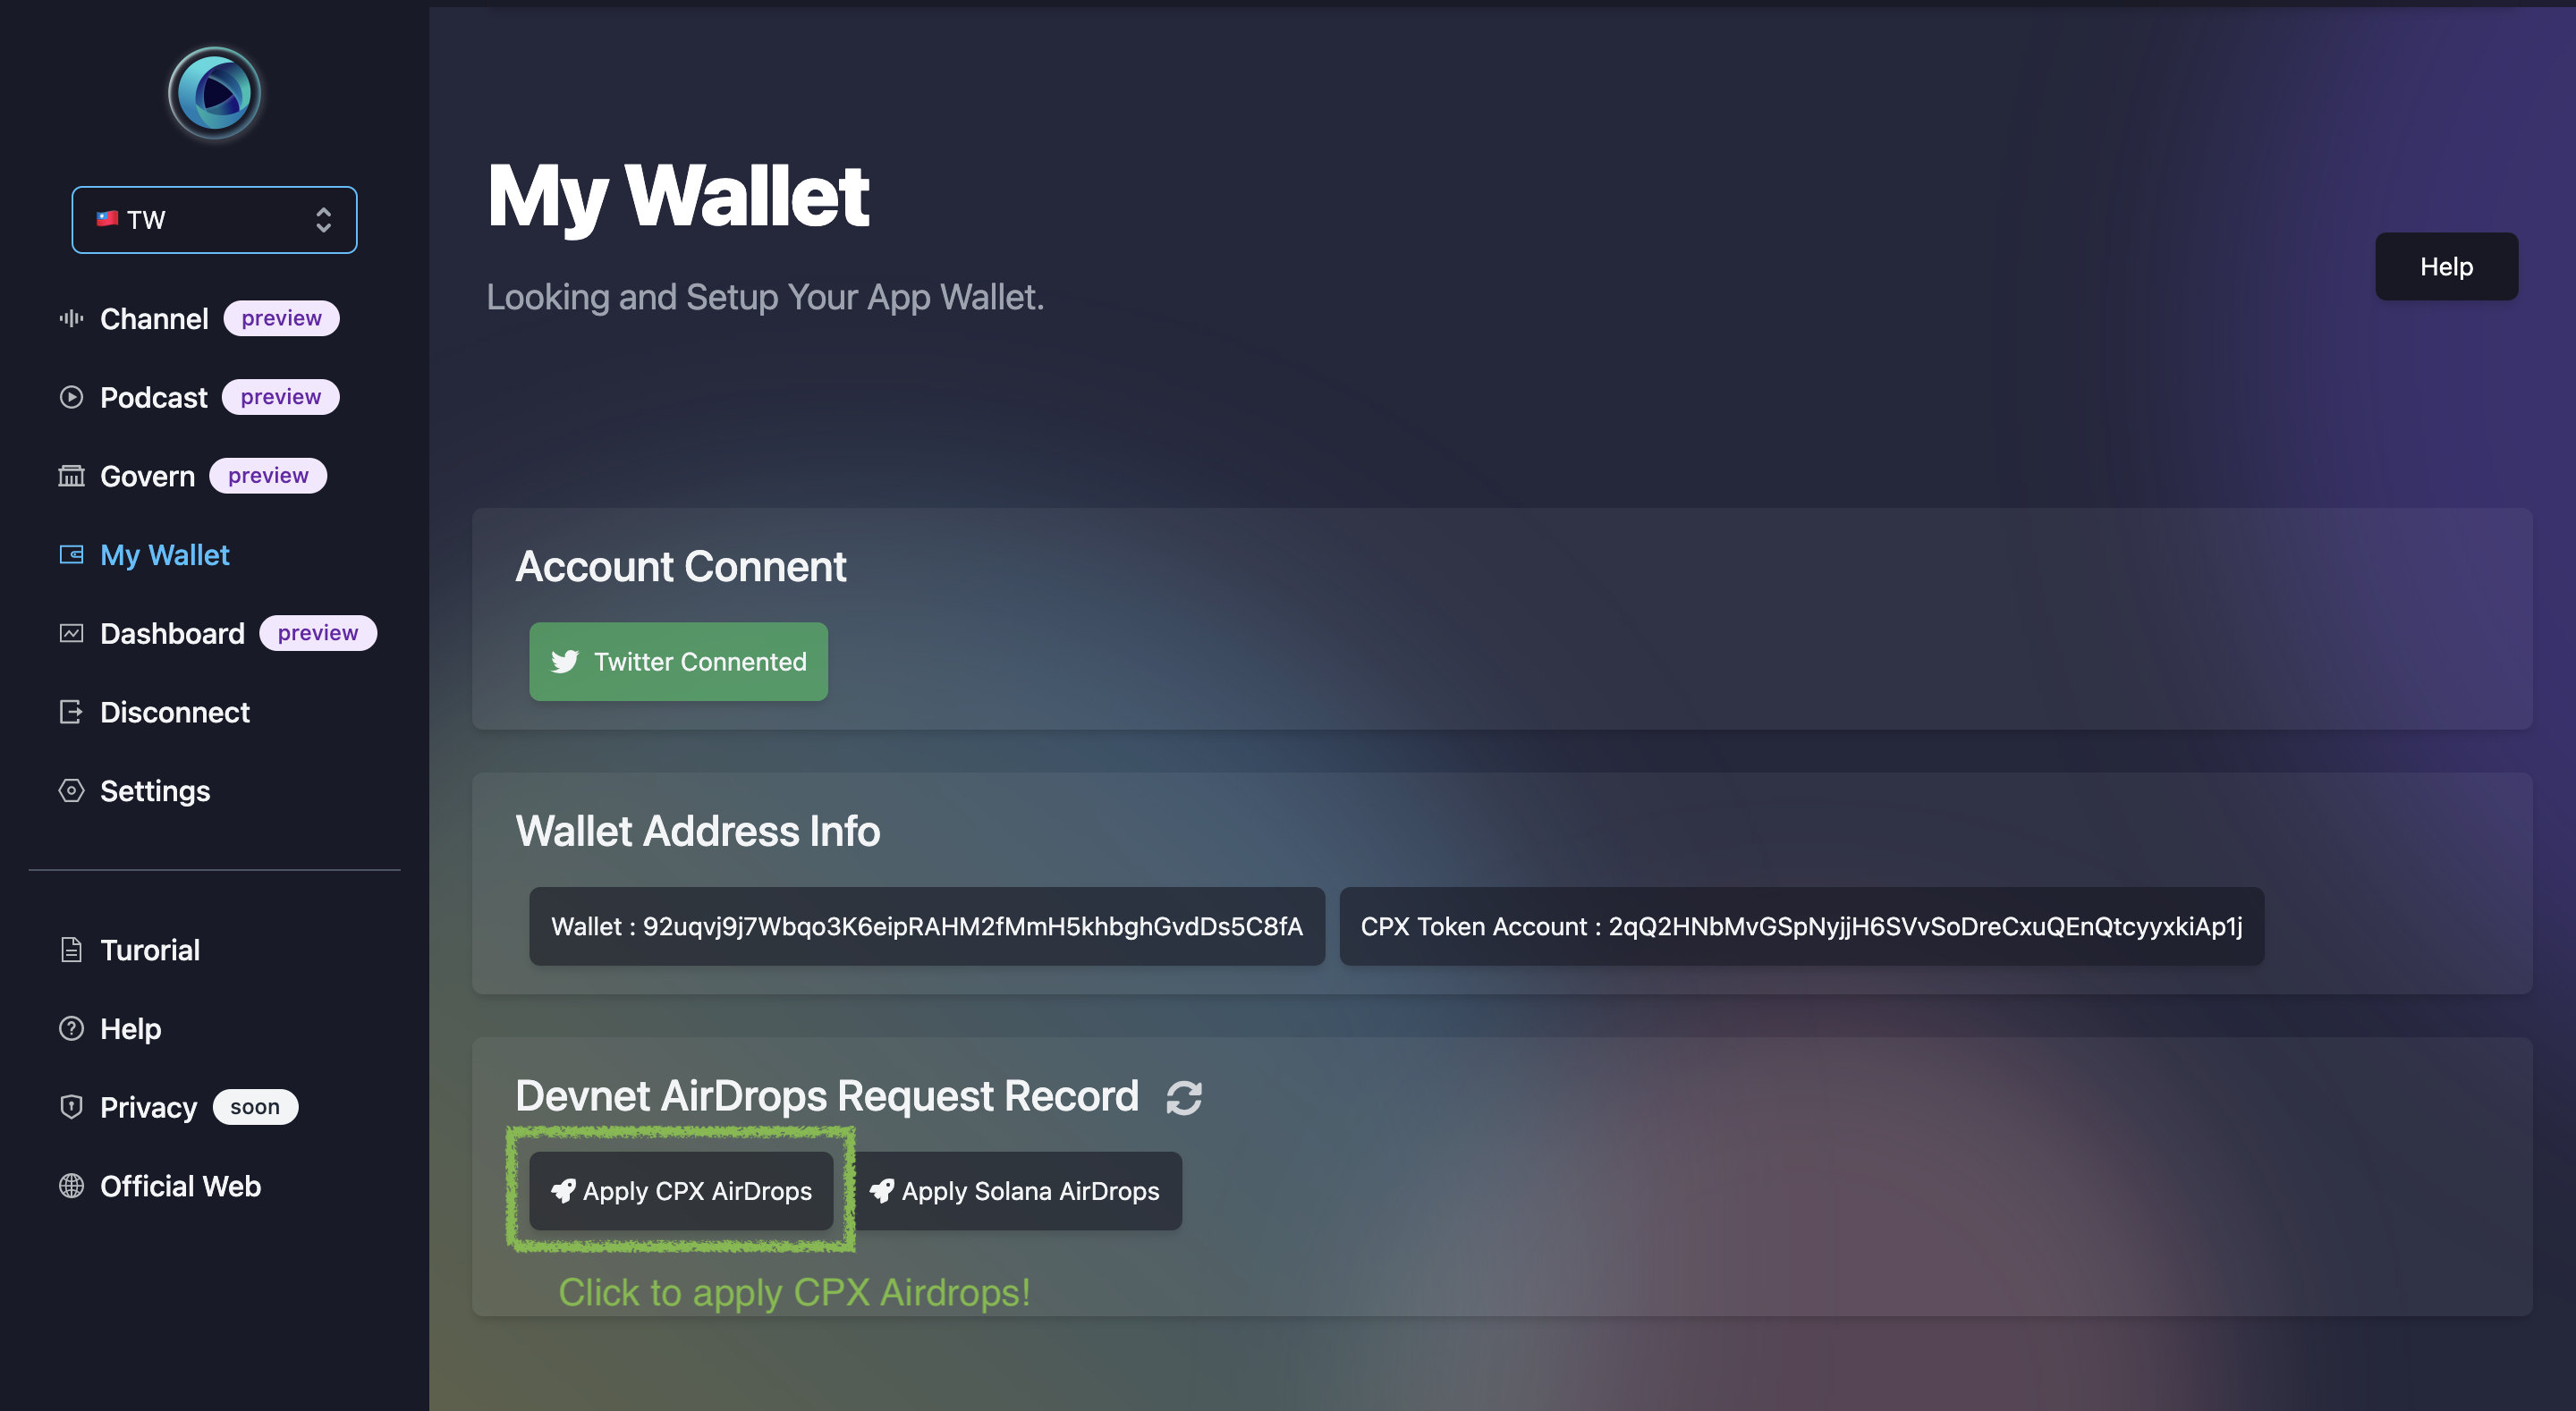 TW
Channel preview
Podcast preview
Govern preview
My Wallet
Dashboard preview
Disconnect
Settings
Turorial
Help
Privacy soon
Official Web
My Wallet
Looking and Setup Your App Wallet.
Help
Account Connent
Twitter Connented
Wallet Address Info
Wallet : 92uqvj9j7Wbqo3K6eipRAHM2fMmH5khbghGvdDs5C8fA
CPX Token Account : 2qQ2HNbMvGSpNyjjH6SVvSoDreCxuQEnQtcyyxkiAp1j
Devnet AirDrops Request Record
Apply CPX AirDrops
Apply Solana AirDrops
Click to apply CPX Airdrops!